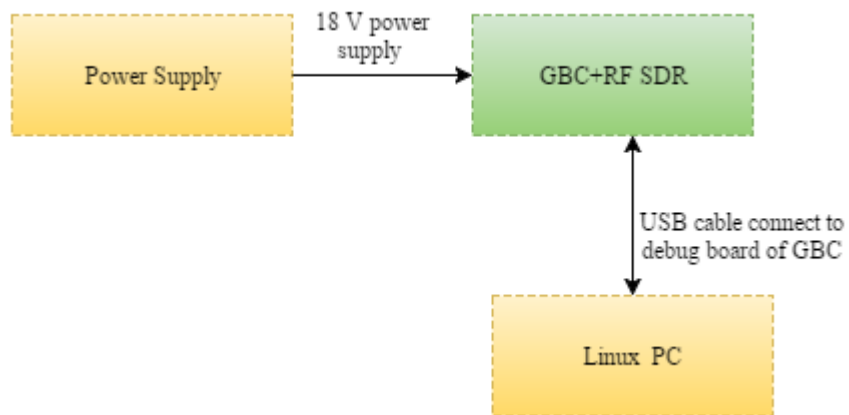 18 V power
supply
Power Supply
GBC+RF SDR
USB cable connect to
debug board of GBC
Linux PC